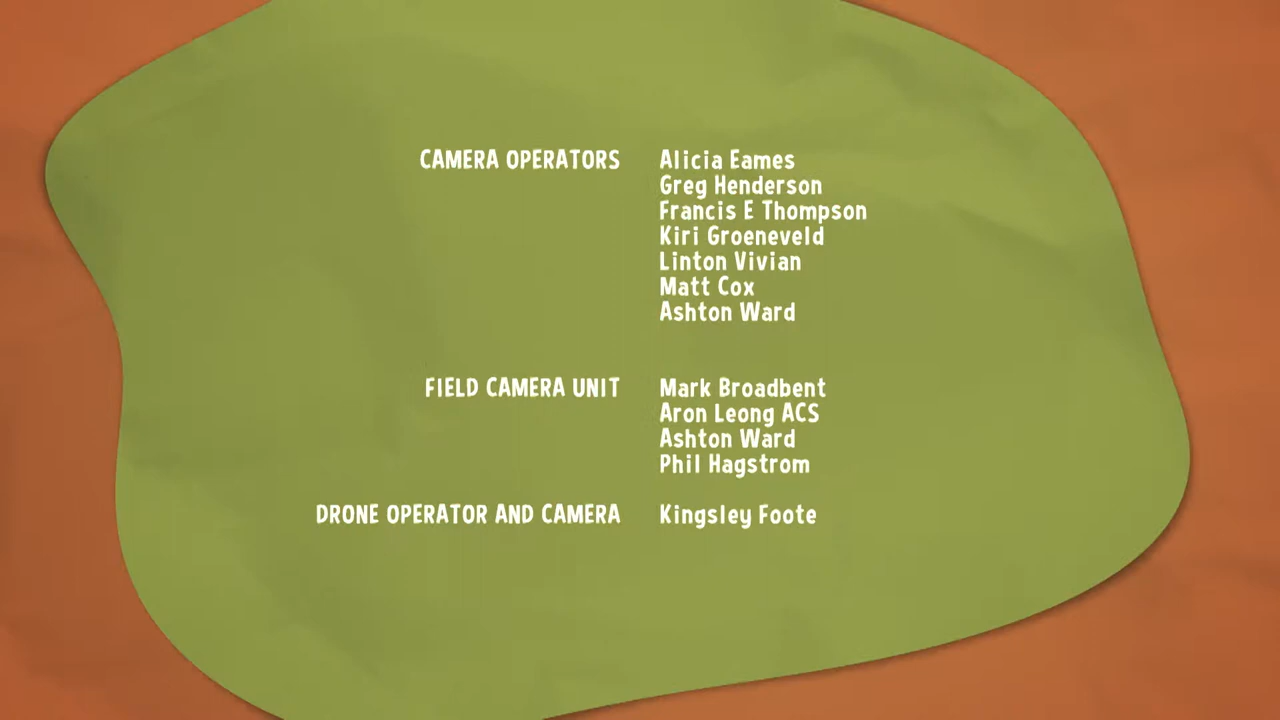 CAMERA OPERATORS Alicia Eames
Greg Henderson
Francis E Thompson
Kiri Groeneveld
Linton Vivian
Matt Cox
Ashton Ward
FIELD CAMERA UNIT Mark Broadbent
Aron Leong ACS
Ashton Ward
Phil Hagstrom
DRONE OPERATOR AND CAMERA Kingsley Foote